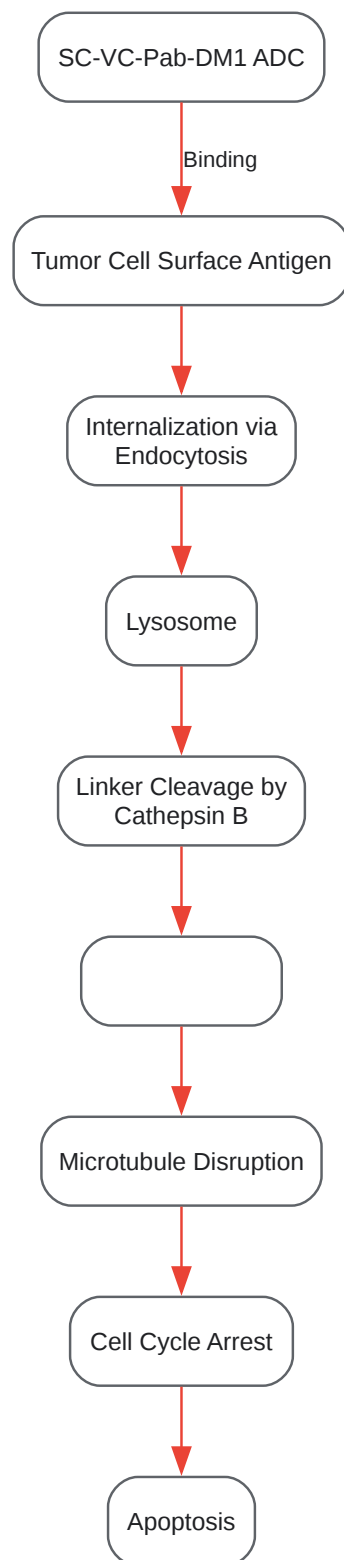 SC-VC-Pab-DM1 ADC
Binding
Tumor Cell Surface Antigen
Internalization via
Endocytosis
Lysosome
Linker Cleavage by
Cathepsin B
Microtubule Disruption
Cell Cycle Arrest
Apoptosis